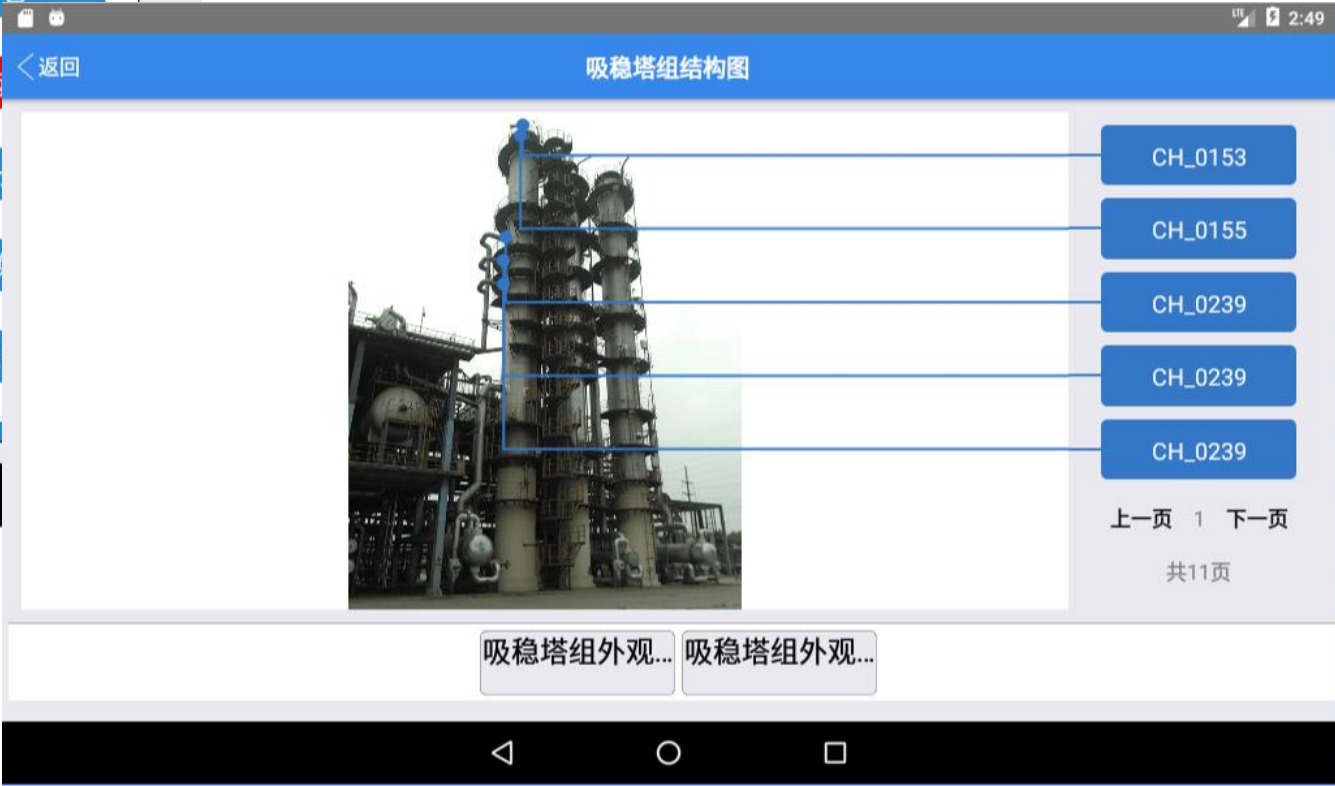 LTE 2:49
返回
吸稳塔组结构图
CH_0153
CH_0155
CH_0239
CH_0239
CH_0239
上一页 1 下一页
共11页
吸稳塔组外观... 吸稳塔组外观...